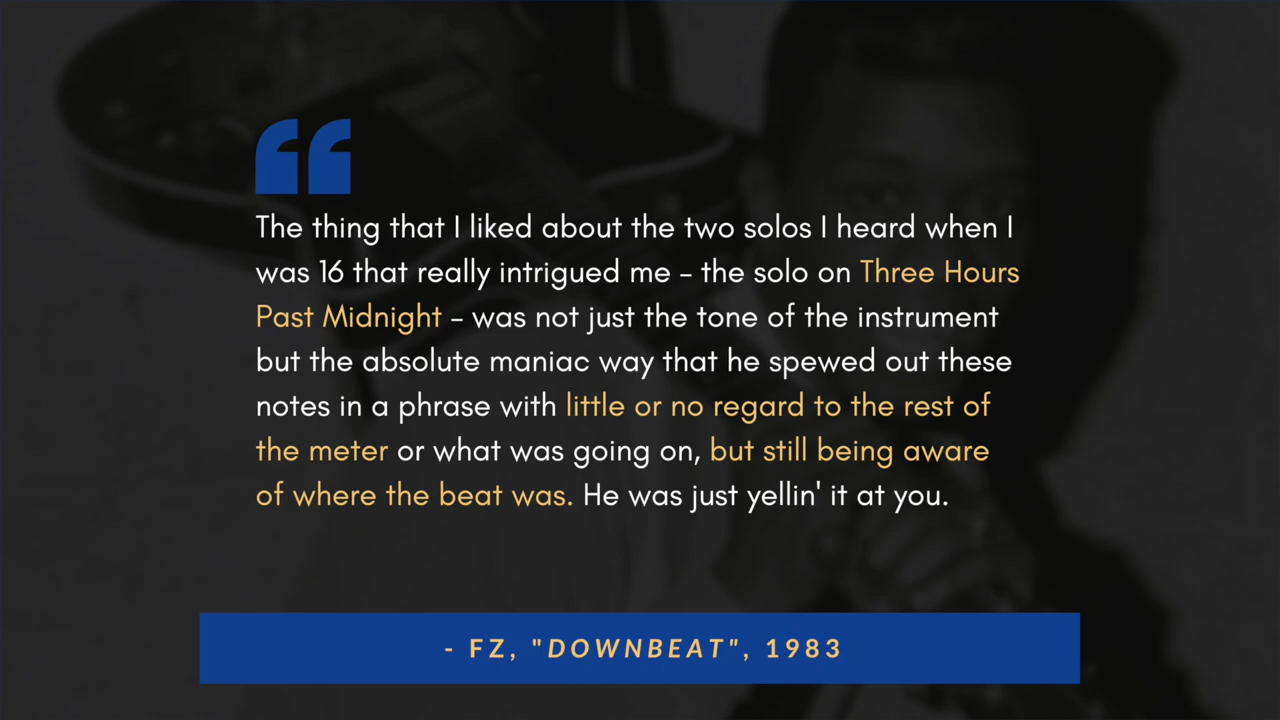 “
The thing that I liked about the two solos I heard when I
was 16 that really intrigued me – the solo on Three Hours
Past Midnight – was not just the tone of the instrument
but the absolute maniac way that he spewed out these
notes in a phrase with little or no regard to the rest of
the meter or what was going on, but still being aware
of where the beat was. He was just yellin' it at you.
- FZ, "DOWNBEAT", 1983